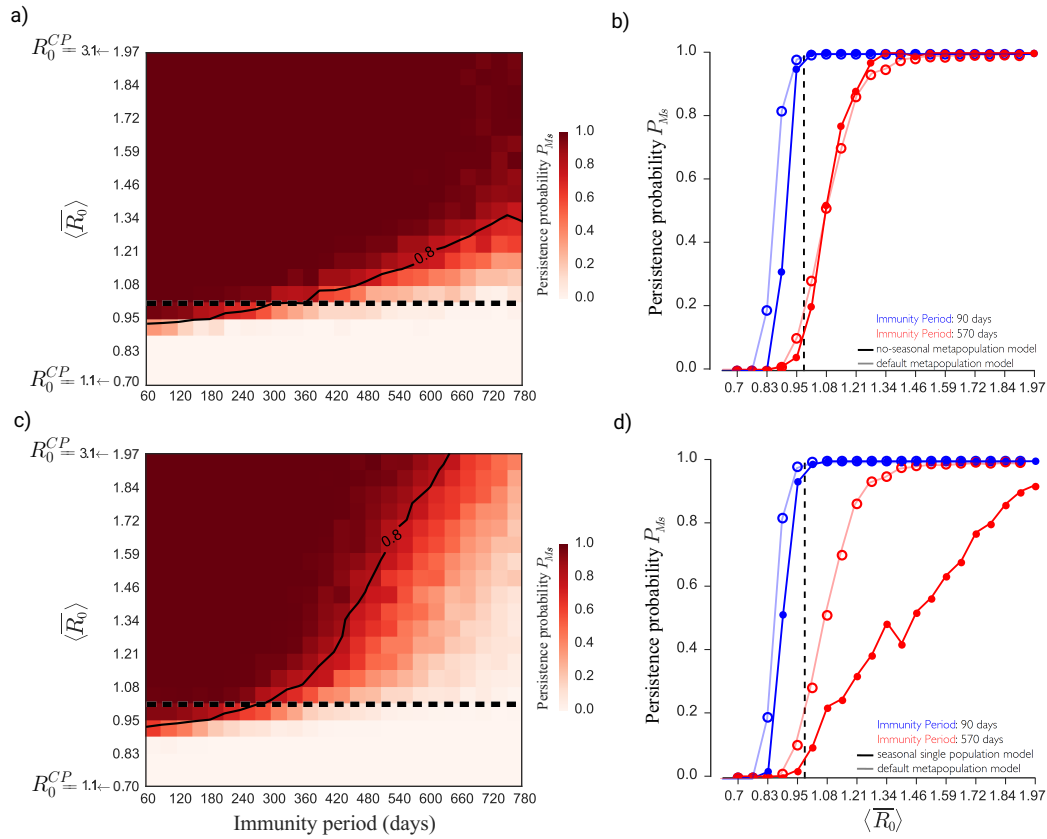 a)
R_0^{CP} = 3.1← 1.97
1.84
1.72
1.59
1.46
1.34
1.21
1.08
0.95
0.83
R_0^{CP} = 1.1← 0.70
⟨\overline{R_0}⟩
0.8
60 120 180 240 300 360 420 480 540 600 660 720 780
Persistence probability P_{Ms}
1.0
0.8
0.6
0.4
0.2
0.0
b)
Persistence probability P_{Ms}
1.0
0.8
0.6
0.4
0.2
0.0
Immunity Period: 90 days
Immunity Period: 570 days
no-seasonal metapopulation model
default metapopulation model
0.7 0.83 0.95 1.08 1.21 1.34 1.46 1.59 1.72 1.84 1.97
c)
R_0^{CP} = 3.1← 1.97
1.84
1.72
1.59
1.46
1.34
1.21
1.08
0.95
0.83
R_0^{CP} = 1.1← 0.70
⟨\overline{R_0}⟩
0.8
60 120 180 240 300 360 420 480 540 600 660 720 780
Immunity period (days)
Persistence probability P_{Ms}
1.0
0.8
0.6
0.4
0.2
0.0
d)
Persistence probability P_{Ms}
1.0
0.8
0.6
0.4
0.2
0.0
Immunity Period: 90 days
Immunity Period: 570 days
seasonal single population model
default metapopulation model
0.7 0.83 0.95 1.08 1.21 1.34 1.46 1.59 1.72 1.84 1.97
⟨\overline{R_0}⟩